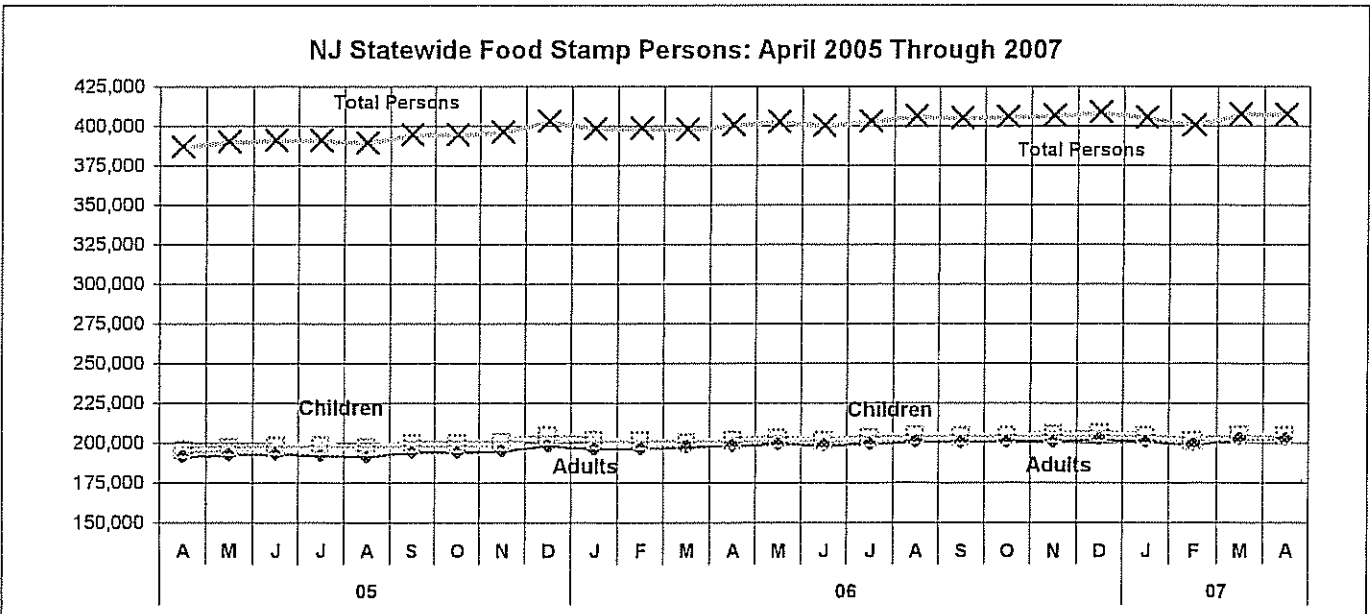 NJ Statewide Food Stamp Persons: April 2005 Through 2007
425,000
Total Persons
400,000
Total Persons
375,000
350,000
325,000
300,000
275,000
250,000
225,000
Children Children
200,000
Adults Adults
175,000
150,000
A M J J A S O N D J F M A M J J A S O N D J F M A
05 06 07